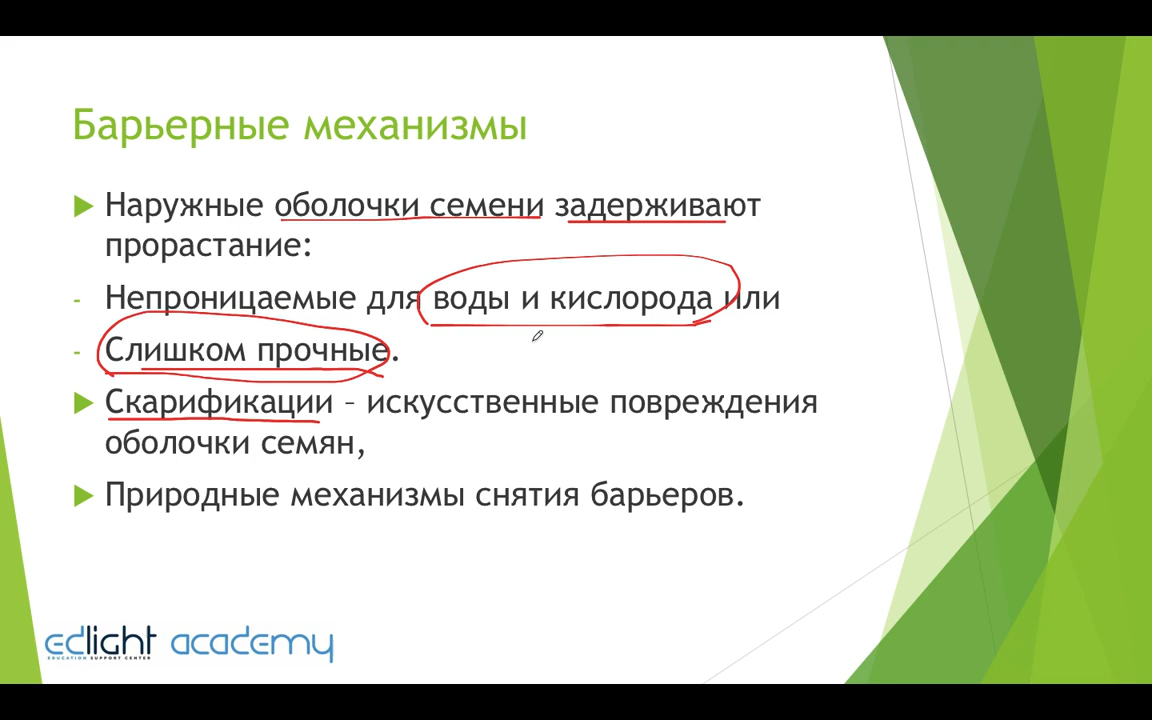 Барьерные механизмы
Наружные оболочки семени задерживают
прорастание:
- Непроницаемые для воды и кислорода или
- Слишком прочные.
Скарификации – искусственные повреждения
оболочки семян,
Природные механизмы снятия барьеров.
edlight academy
EDUCATION SUPPORT CENTER